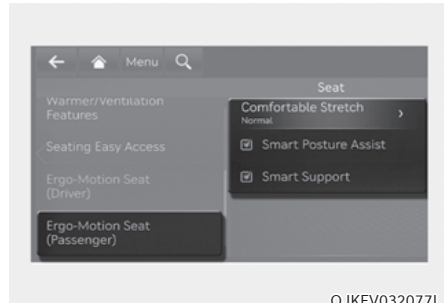 Menu
Seat
Warmer/Ventilation
Features
Seating Easy Access
Ergo-Motion Seat
(Driver)
Ergo-Motion Seat
(Passenger)
Comfortable Stretch
Normal
Smart Posture Assist
Smart Support
OJKEV032077L